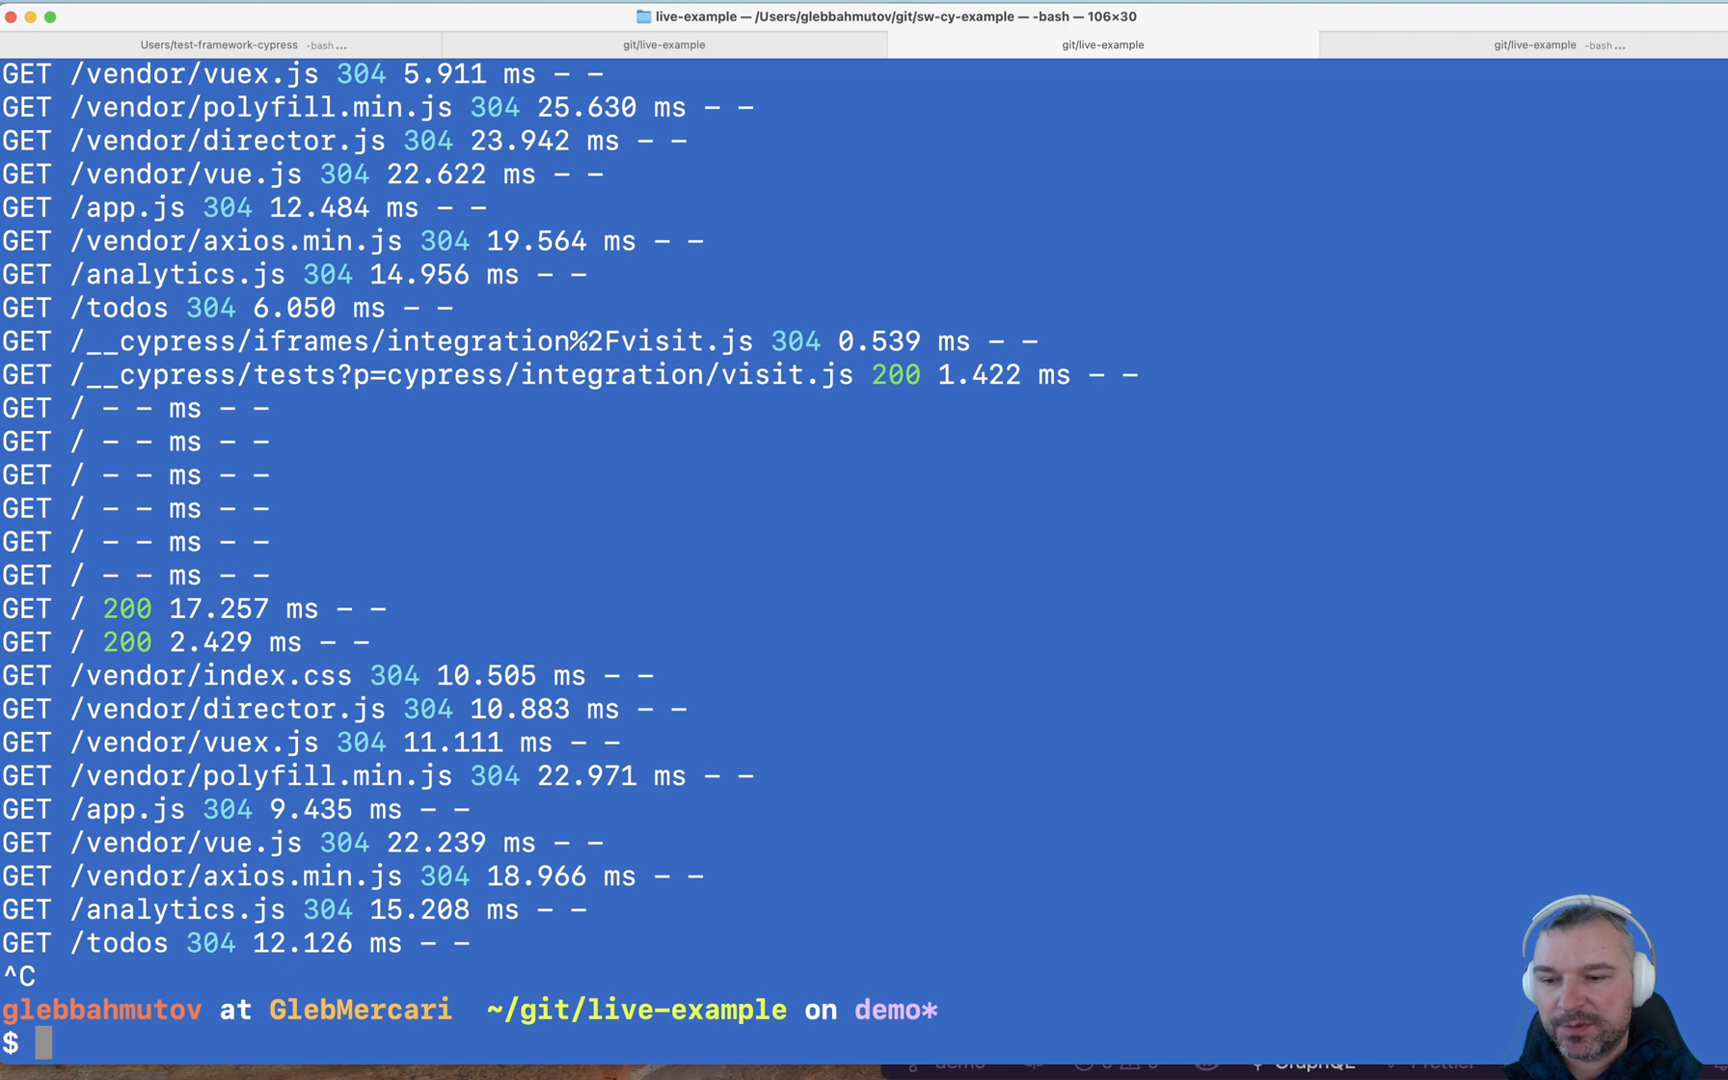 live-example — /Users/glebbahmutov/git/sw-cy-example — -bash — 106×30
Users/test-framework-cypress -bash... git/live-example git/live-example git/live-example -bash...
GET /vendor/vuex.js 304 5.911 ms - -
GET /vendor/polyfill.min.js 304 25.630 ms - -
GET /vendor/director.js 304 23.942 ms - -
GET /vendor/vue.js 304 22.622 ms - -
GET /app.js 304 12.484 ms - -
GET /vendor/axios.min.js 304 19.564 ms - -
GET /analytics.js 304 14.956 ms - -
GET /todos 304 6.050 ms - -
GET /__cypress/iframes/integration%2Fvisit.js 304 0.539 ms - -
GET /__cypress/tests?p=cypress/integration/visit.js 200 1.422 ms - -
GET / - - ms - -
GET / - - ms - -
GET / - - ms - -
GET / - - ms - -
GET / - - ms - -
GET / - - ms - -
GET / 200 17.257 ms - -
GET / 200 2.429 ms - -
GET /vendor/index.css 304 10.505 ms - -
GET /vendor/director.js 304 10.883 ms - -
GET /vendor/vuex.js 304 11.111 ms - -
GET /vendor/polyfill.min.js 304 22.971 ms - -
GET /app.js 304 9.435 ms - -
GET /vendor/vue.js 304 22.239 ms - -
GET /vendor/axios.min.js 304 18.966 ms - -
GET /analytics.js 304 15.208 ms - -
GET /todos 304 12.126 ms - -
^C
glebbahmutov at GlebMercari ~/git/live-example on demo*
$
demo GraphQL Prettier